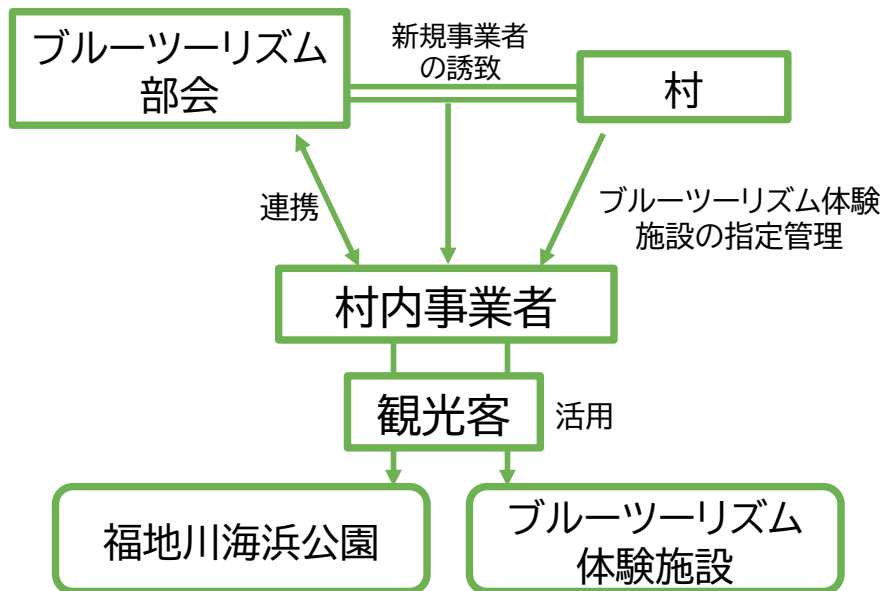 ブルーツーリズム
部会
新規事業者
の誘致
村
連携
ブルーツーリズム体験
施設の指定管理
村内事業者
観光客
活用
福地川海浜公園
ブルーツーリズム
体験施設